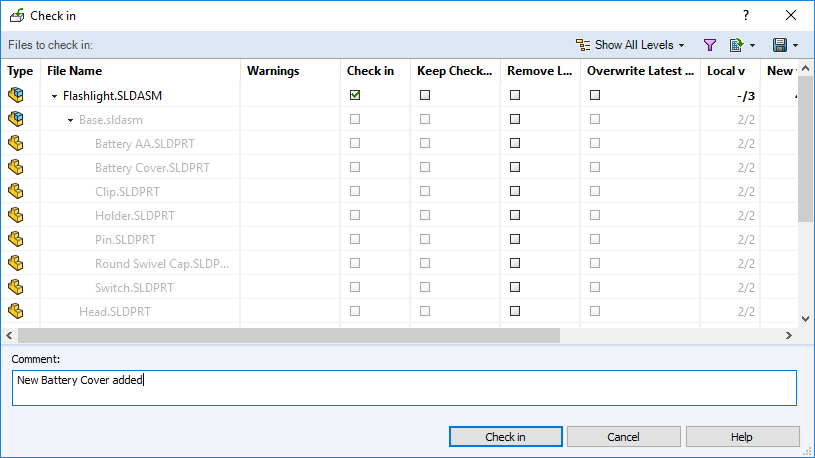 Check in ?
Files to check in: Show All Levels
Type File Name Warnings Check in Keep Check... Remove L... Overwrite Latest ... Local v New
Flashlight.SLDASM -/3
Base.sldasm 2/2
Battery AA.SLDPRT 2/2
Battery Cover.SLDPRT 2/2
Clip.SLDPRT 2/2
Holder.SLDPRT 2/2
Pin.SLDPRT 2/2
Round Swivel Cap.SLDP... 2/2
Switch.SLDPRT 2/2
Head.SLDPRT 2/2
Comment:
New Battery Cover added
Check in Cancel Help